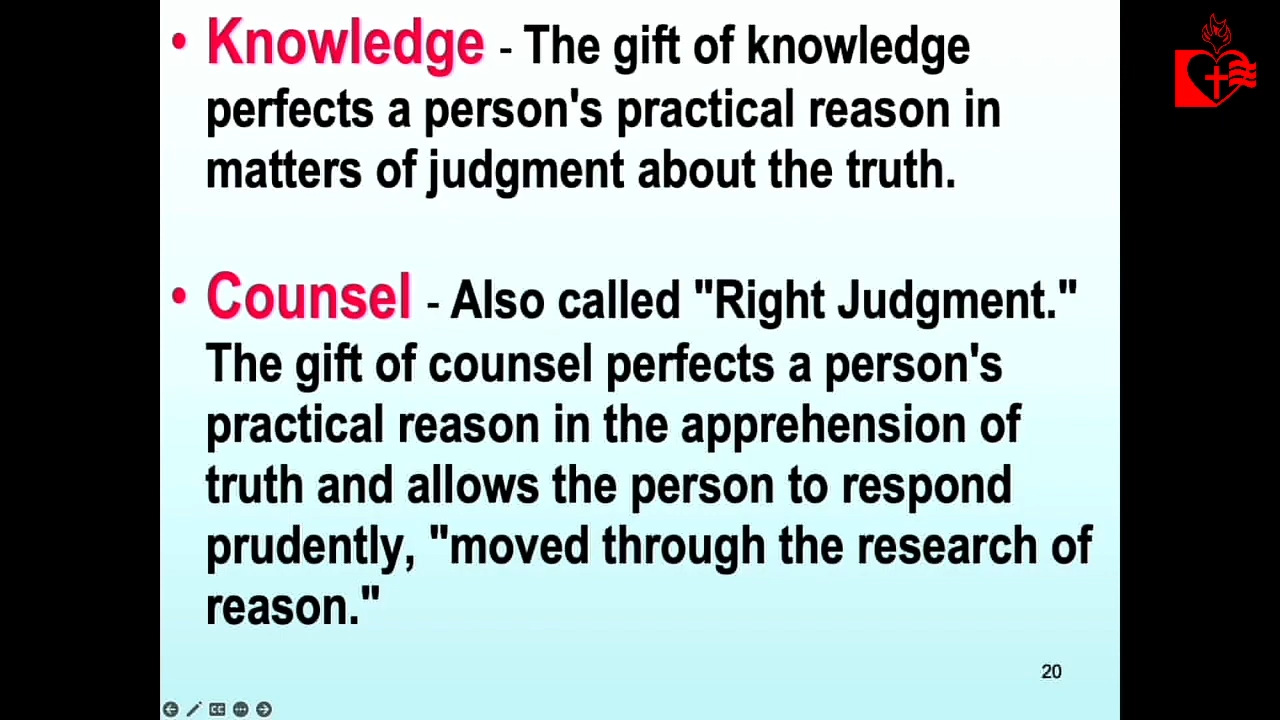 • Knowledge - The gift of knowledge
perfects a person's practical reason in
matters of judgment about the truth.
• Counsel - Also called "Right Judgment."
The gift of counsel perfects a person's
practical reason in the apprehension of
truth and allows the person to respond
prudently, "moved through the research of
reason."
20
CC